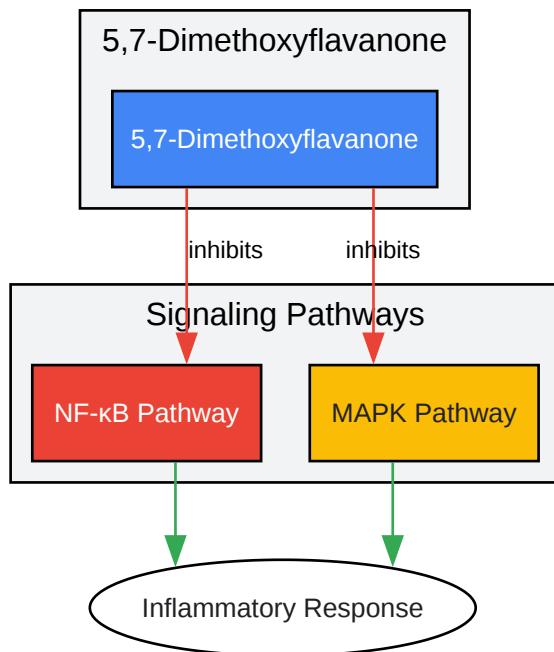 5,7-Dimethoxyflavanone
5,7-Dimethoxyflavanone
inhibits
inhibits
Signaling Pathways
NF-κB Pathway
MAPK Pathway
Inflammatory Response